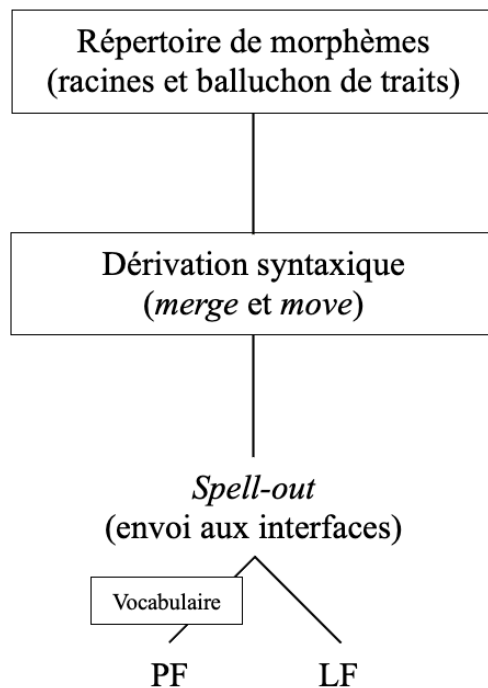 Répertoire de morphèmes
(racines et balluchon de traits)
Dérivation syntaxique
(merge et move)
Spell-out
(envoi aux interfaces)
Vocabulaire
PF LF